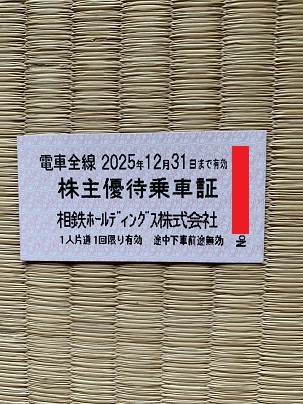 電車全線 2025年12月31日まで有効
株主優待乗車証
相鉄ホールディングス株式会社
1人片道1回限り有効 途中下車前途無効
№